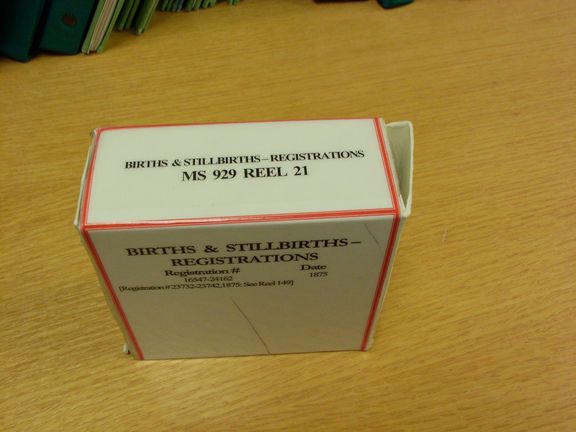 BIRTHS & STILLBIRTHS – REGISTRATIONS
MS 929 REEL 21
BIRTHS & STILLBIRTHS –
REGISTRATIONS
Registration # Date
16547-24162 1875
[Registration # 23732-23742,1875: See Reel 149]